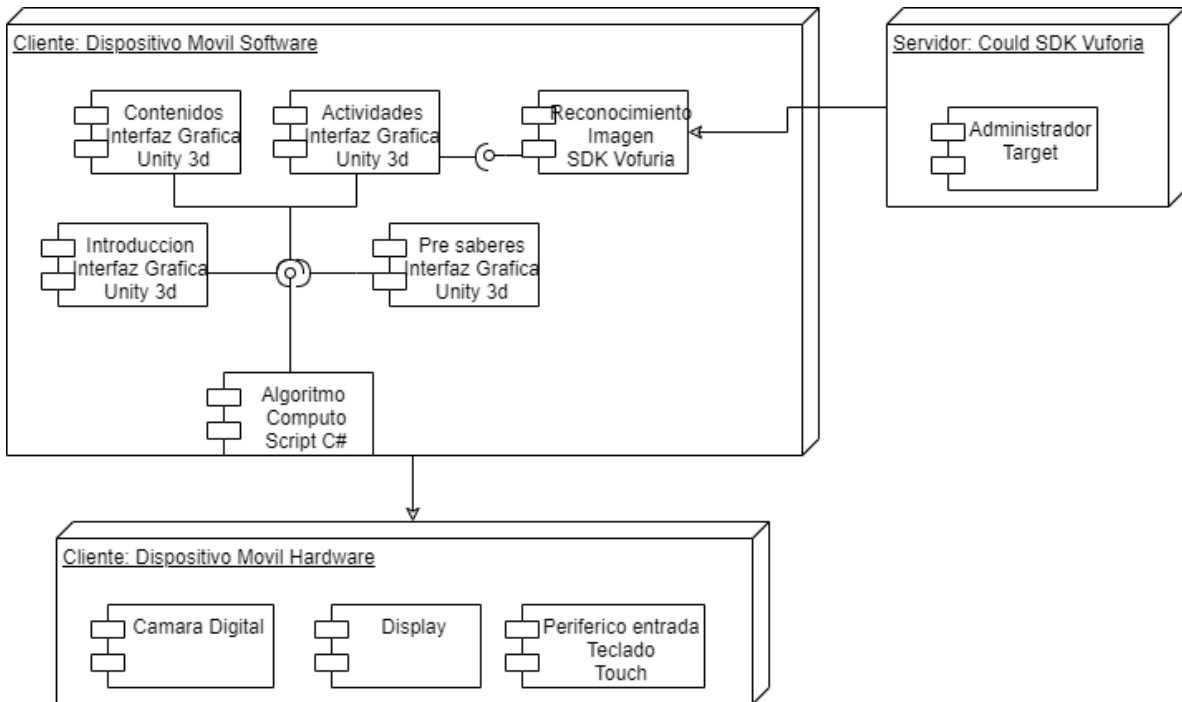 Cliente: Dispositivo Movil Software
Servidor: Could SDK Vuforia
Contenidos
Interfaz Grafica
Unity 3d
Actividades
Interfaz Grafica
Unity 3d
Reconocimiento
Imagen
SDK Vofuria
Administrador
Target
Introduccion
Interfaz Grafica
Unity 3d
Pre saberes
Interfaz Grafica
Unity 3d
Algoritmo
Computo
Script C#
Cliente: Dispositivo Movil Hardware
Camara Digital
Display
Periferico entrada
Teclado
Touch